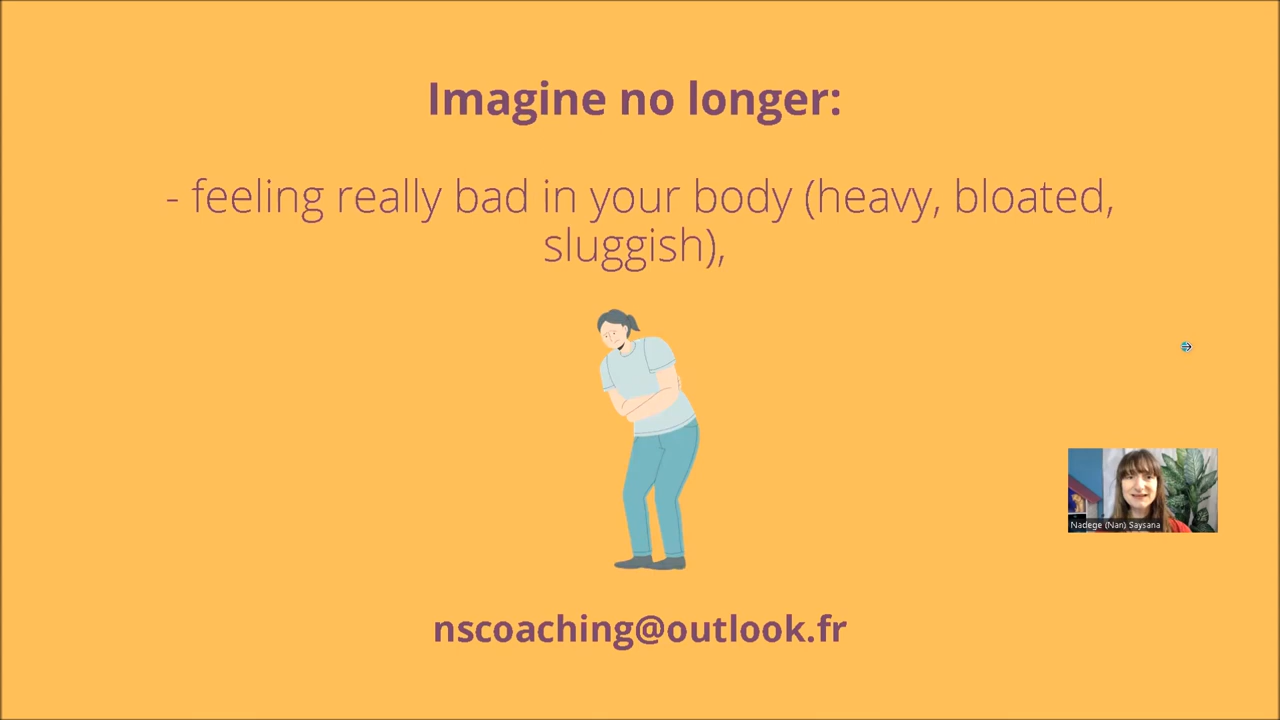 Imagine no longer:
- feeling really bad in your body (heavy, bloated,
sluggish),
Nadege (Nan) Saysana
nscoaching@outlook.fr